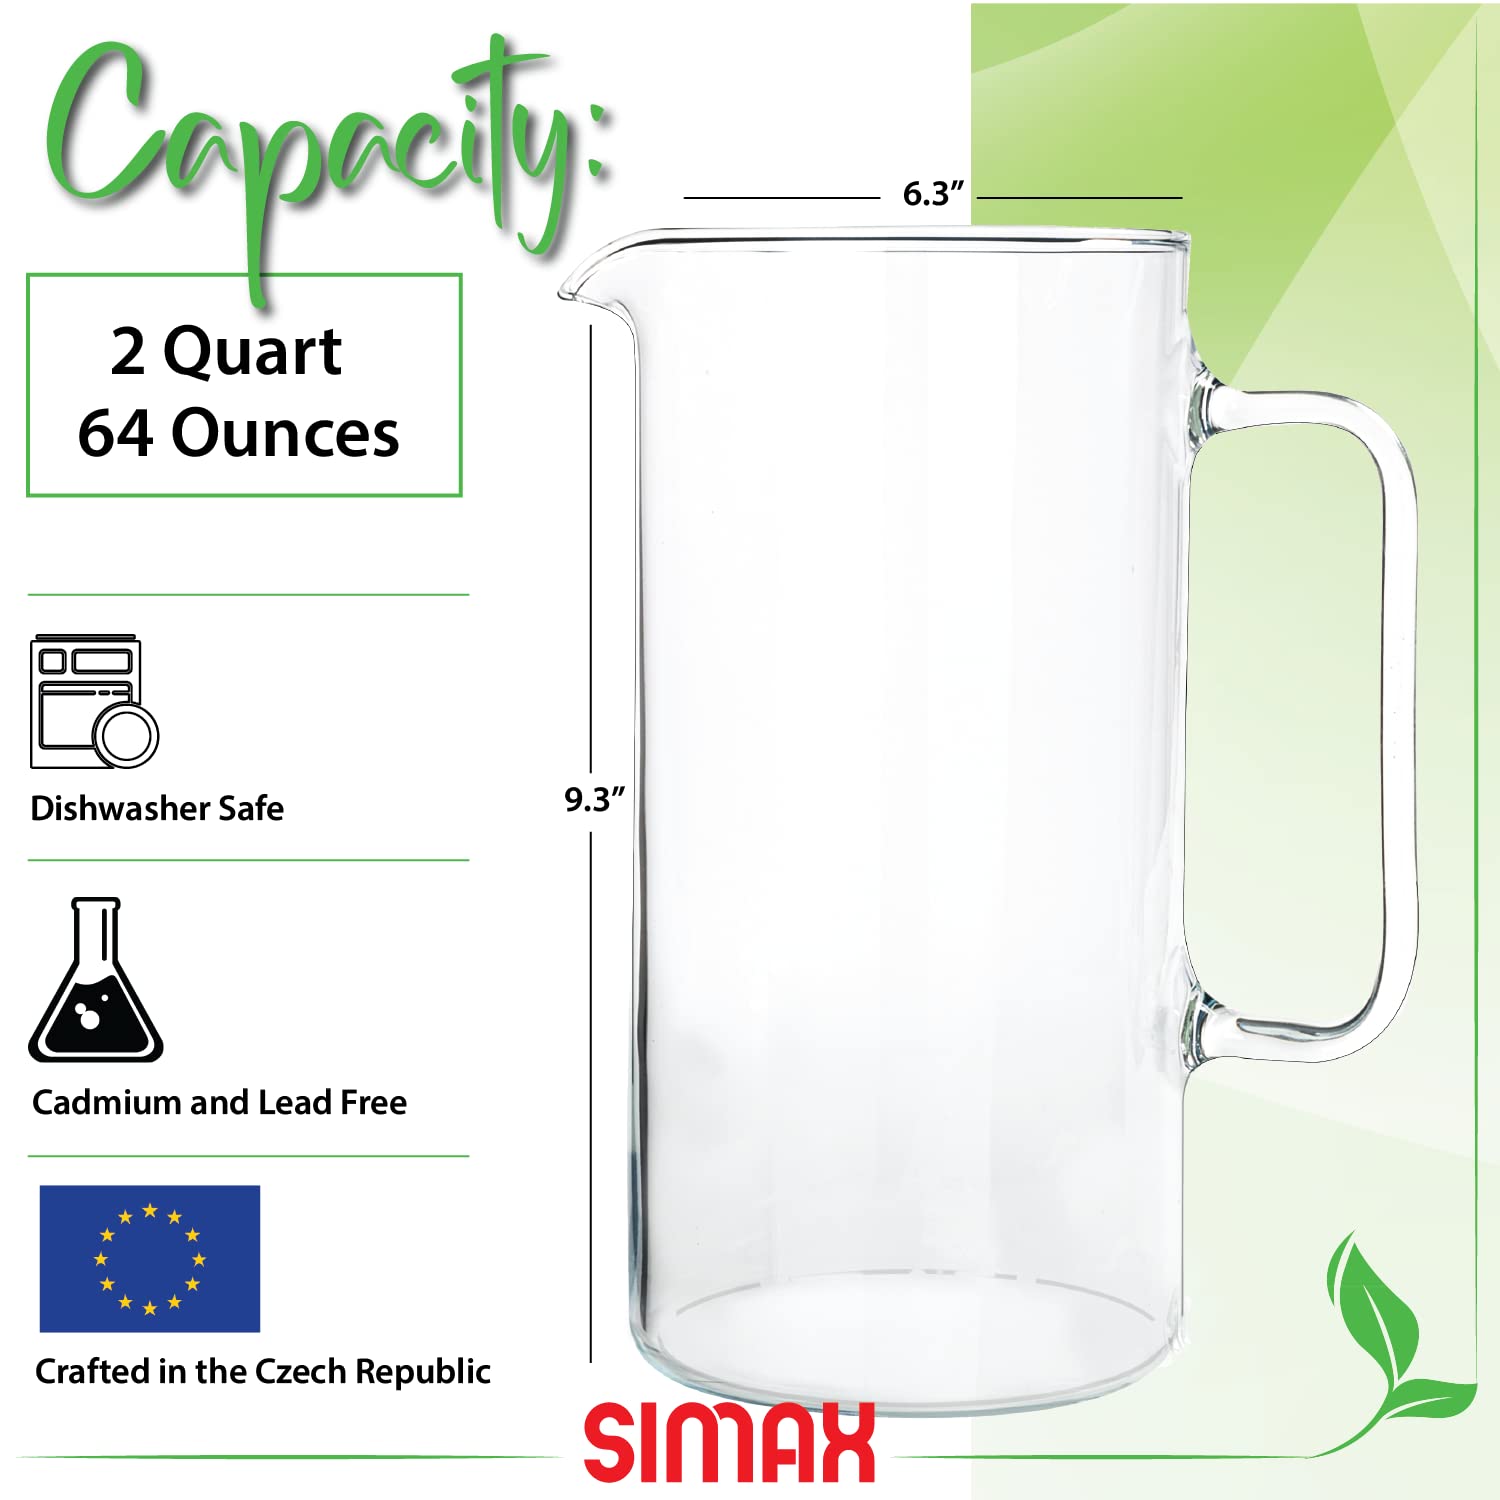 Capacity:
2 Quart
64 Ounces
6.3”
9.3”
Dishwasher Safe
Cadmium and Lead Free
Crafted in the Czech Republic
SIMAX